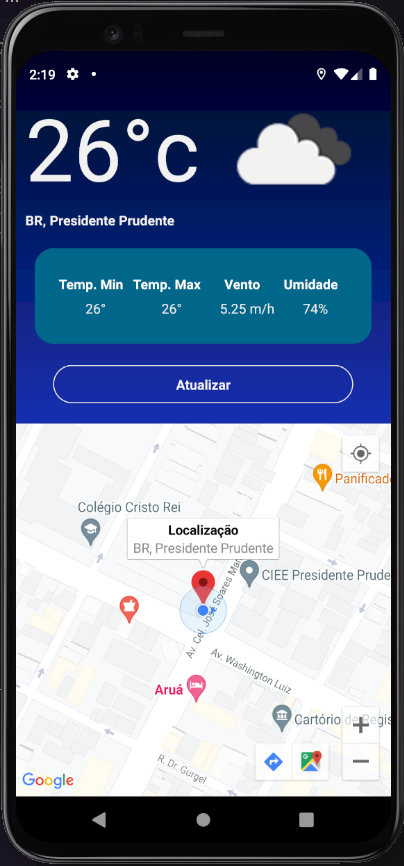 2:19
26°c
BR, Presidente Prudente
Temp. Min Temp. Max Vento Umidade
26° 26° 5.25 m/h 74%
Atualizar
Panificado
Colégio Cristo Rei
Localização
BR, Presidente Prudente
CIEE Presidente Prude
Av. Cel. José Soares Mar
Av. Washington Luiz
Aruá
Cartório de Regis
R. Dr. Gurgel
Google